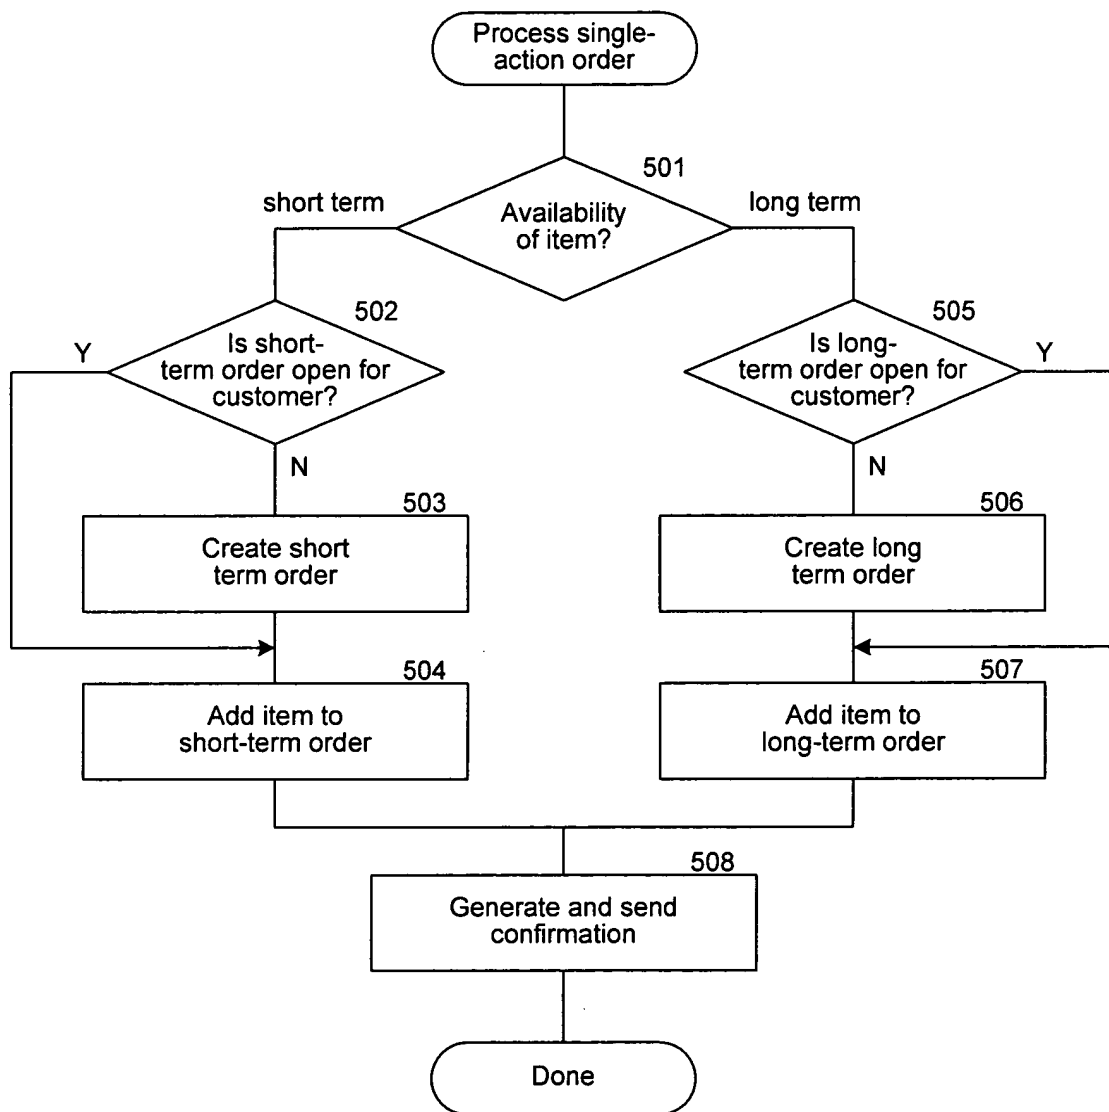 Process single-
action order
501
short term
long term
Availability
of item?
502
505
Is short-
term order open for
customer?
Y
Is long-
term order open for
customer?
Y
N
N
503
506
Create short
term order
Create long
term order
504
507
Add item to
short-term order
Add item to
long-term order
508
Generate and send
confirmation
Done